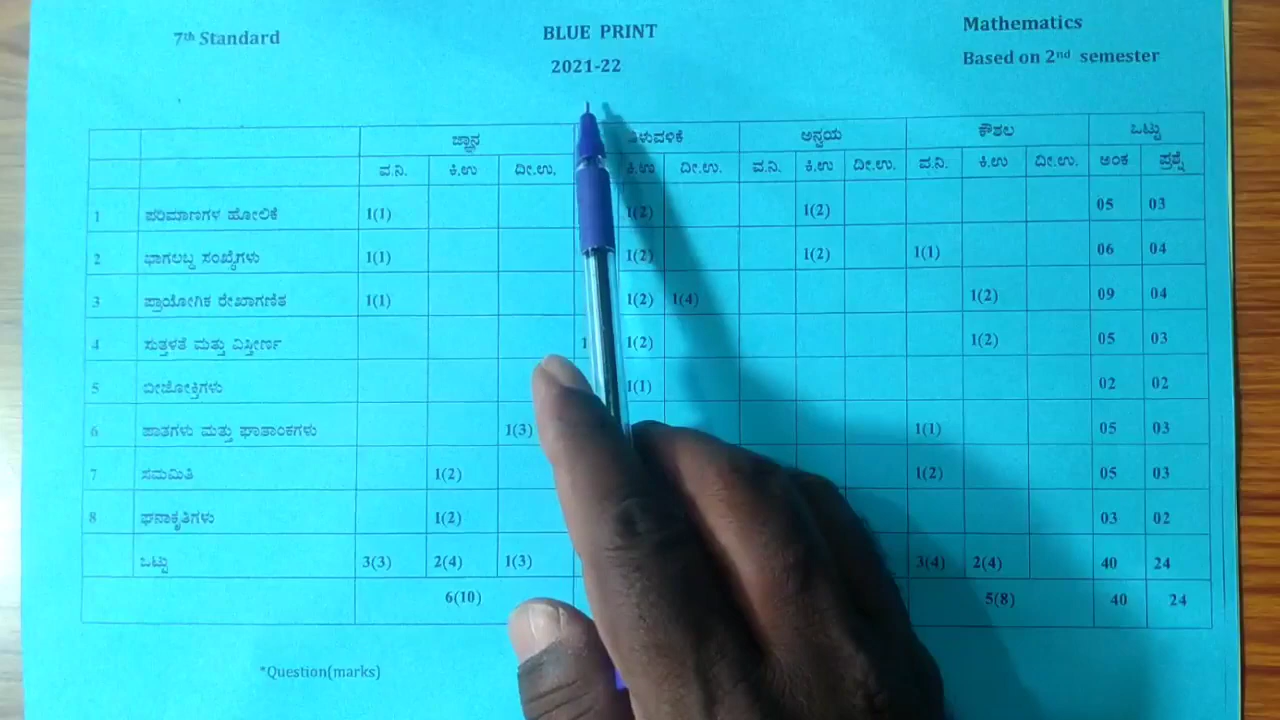 7th Standard BLUE PRINT Mathematics
2021-22 Based on 2nd semester
ಜ್ಞಾನ ಅನ್ವಯ ಕೌಶಲ ಒಟ್ಟು
ವ.ನಿ. ಕಿ.ಉ ದೀ.ಉ. ಕಿ.ಉ ದೀ.ಉ. ವ.ನಿ. ಕಿ.ಉ ದೀ.ಉ. ವ.ನಿ. ಕಿ.ಉ ದೀ.ಉ. ಅಂಕ ಪ್ರಶ್ನೆ
1 ಪರಿಮಾಣಗಳ ಹೋಲಿಕೆ 1(1) 1(2) 1(2) 05 03
2 ಭಾಗಲಬ್ಧ ಸಂಖ್ಯೆಗಳು 1(1) 1(2) 1(2) 1(1) 06 04
3 ಪ್ರಾಯೋಗಿಕ ರೇಖಾಗಣಿತ 1(1) 1(2) 1(4) 1(2) 09 04
4 ಸುತ್ತಳತೆ ಮತ್ತು ವಿಸ್ತೀರ್ಣ 1(2) 1(2) 05 03
5 ಬೀಜೋಕ್ತಿಗಳು 1(1) 02 02
6 ಘಾತಗಳು ಮತ್ತು ಘಾತಾಂಕಗಳು 1(3) 1(1) 05 03
7 ಸಮಮಿತಿ 1(2) 1(2) 05 03
8 ಘನಾಕೃತಿಗಳು 1(2) 03 02
ಒಟ್ಟು 3(3) 2(4) 1(3) 3(4) 2(4) 40 24
6(10) 5(8) 40 24
*Question(marks)